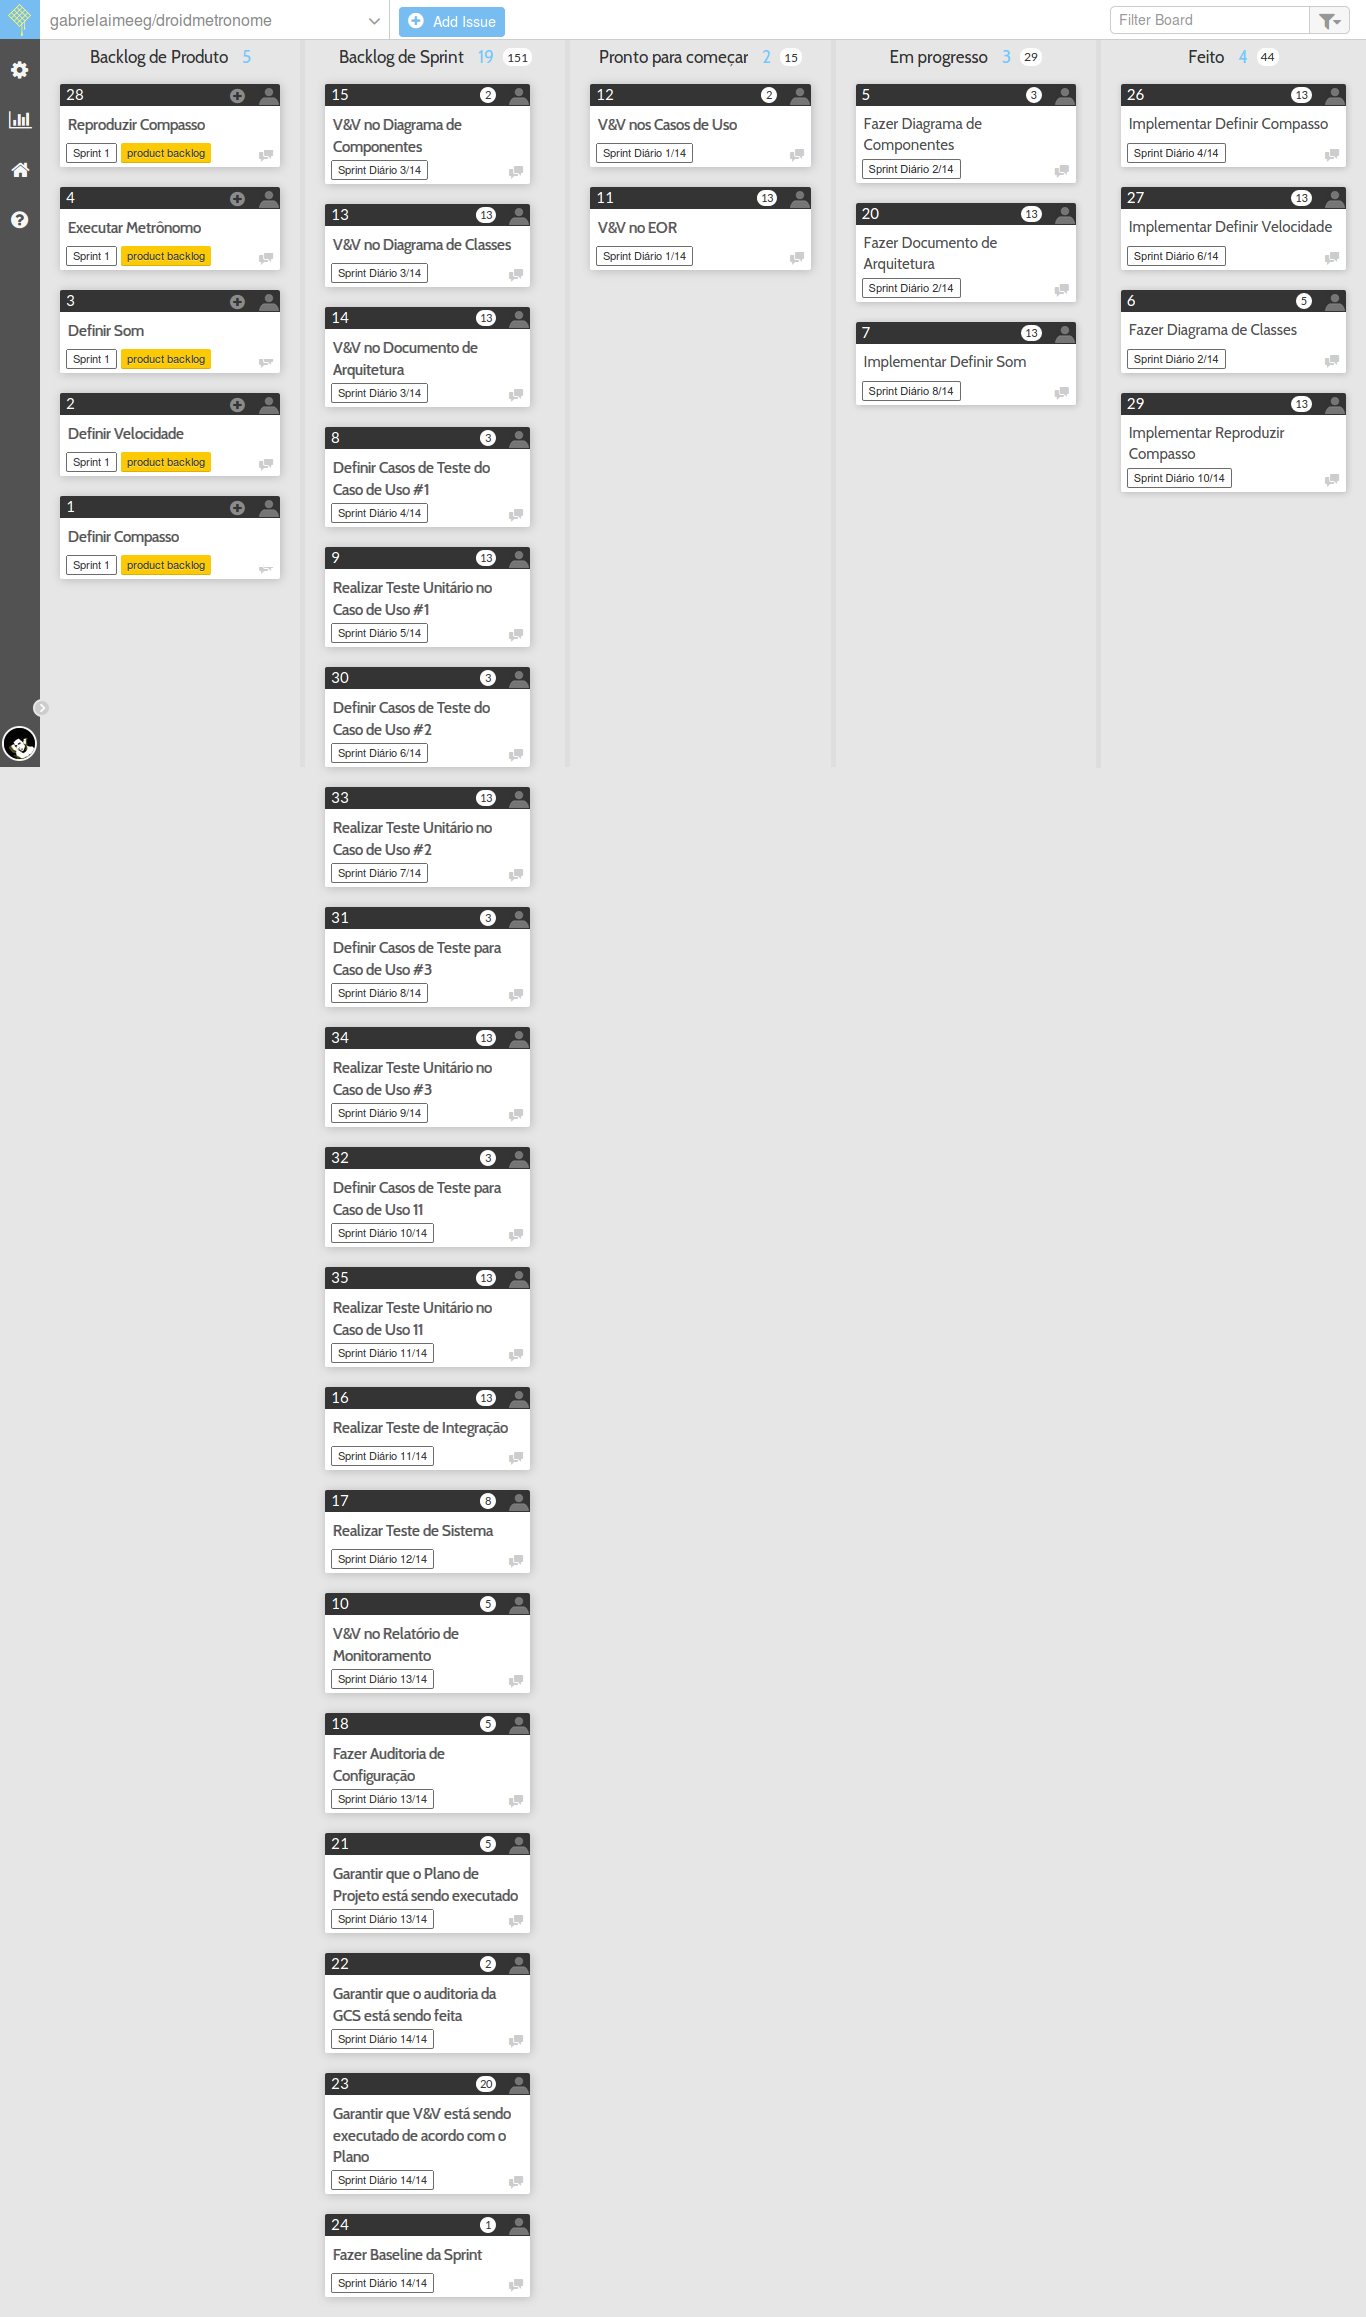 gabrielaimeeg/droidmetronome
Add Issue
Filter Board
Backlog de Produto 5
28
Reproduzir Compasso
Sprint 1 product backlog
4
Executar Metrônomo
Sprint 1 product backlog
3
Definir Som
Sprint 1 product backlog
2
Definir Velocidade
Sprint 1 product backlog
1
Definir Compasso
Sprint 1 product backlog
Backlog de Sprint 19 151
15 2
V&V no Diagrama de
Componentes
Sprint Diário 3/14
13 13
V&V no Diagrama de Classes
Sprint Diário 3/14
14 13
V&V no Documento de
Arquitetura
Sprint Diário 3/14
8 3
Definir Casos de Teste do
Caso de Uso #1
Sprint Diário 4/14
9 13
Realizar Teste Unitário no
Caso de Uso #1
Sprint Diário 5/14
30 3
Definir Casos de Teste do
Caso de Uso #2
Sprint Diário 6/14
33 13
Realizar Teste Unitário no
Caso de Uso #2
Sprint Diário 7/14
31 3
Definir Casos de Teste para
Caso de Uso #3
Sprint Diário 8/14
34 13
Realizar Teste Unitário no
Caso de Uso #3
Sprint Diário 9/14
32 3
Definir Casos de Teste para
Caso de Uso 11
Sprint Diário 10/14
35 13
Realizar Teste Unitário no
Caso de Uso 11
Sprint Diário 11/14
16 13
Realizar Teste de Integração
Sprint Diário 11/14
17 8
Realizar Teste de Sistema
Sprint Diário 12/14
10 5
V&V no Relatório de
Monitoramento
Sprint Diário 13/14
18 5
Fazer Auditoria de
Configuração
Sprint Diário 13/14
21 5
Garantir que o Plano de
Projeto está sendo executado
Sprint Diário 13/14
22 2
Garantir que o auditoria da
GCS está sendo feita
Sprint Diário 14/14
23 20
Garantir que V&V está sendo
executado de acordo com o
Plano
Sprint Diário 14/14
24 1
Fazer Baseline da Sprint
Sprint Diário 14/14
Pronto para começar 2 15
12 2
V&V nos Casos de Uso
Sprint Diário 1/14
11 13
V&V no EOR
Sprint Diário 1/14
Em progresso 3 29
5 3
Fazer Diagrama de
Componentes
Sprint Diário 2/14
20 13
Fazer Documento de
Arquitetura
Sprint Diário 2/14
7 13
Implementar Definir Som
Sprint Diário 8/14
Feito 4 44
26 13
Implementar Definir Compasso
Sprint Diário 4/14
27 13
Implementar Definir Velocidade
Sprint Diário 6/14
6 5
Fazer Diagrama de Classes
Sprint Diário 2/14
29 13
Implementar Reproduzir
Compasso
Sprint Diário 10/14